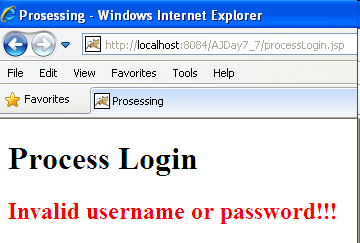 Prosessing - Windows Internet Explorer
http://localhost:8084/AJDay7_7/processLogin.jsp
File Edit View Favorites Tools Help
Favorites Prosessing
Process Login
Invalid username or password!!!